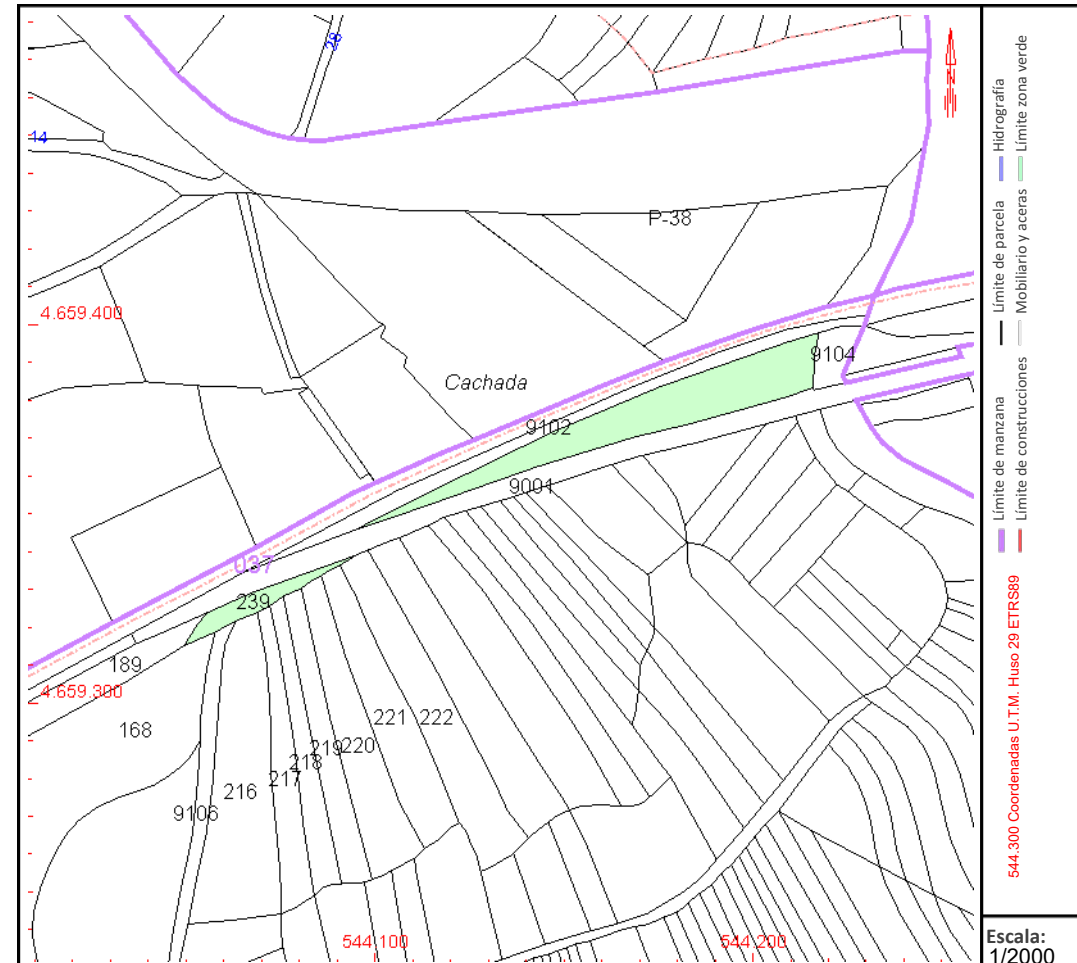 28
14
P-38
4.659.400
9104
Cachada
9102
9001
037
239
189
4.659.300
168
221
222
219
220
218
217
216
9106
544.100
544.200
N
Límite de manzana
Límite de parcela
Hidrografía
Límite de construcciones
Mobiliario y aceras
Límite zona verde
544.300 Coordenadas U.T.M. Huso 29 ETRS89
Escala:
1/2000